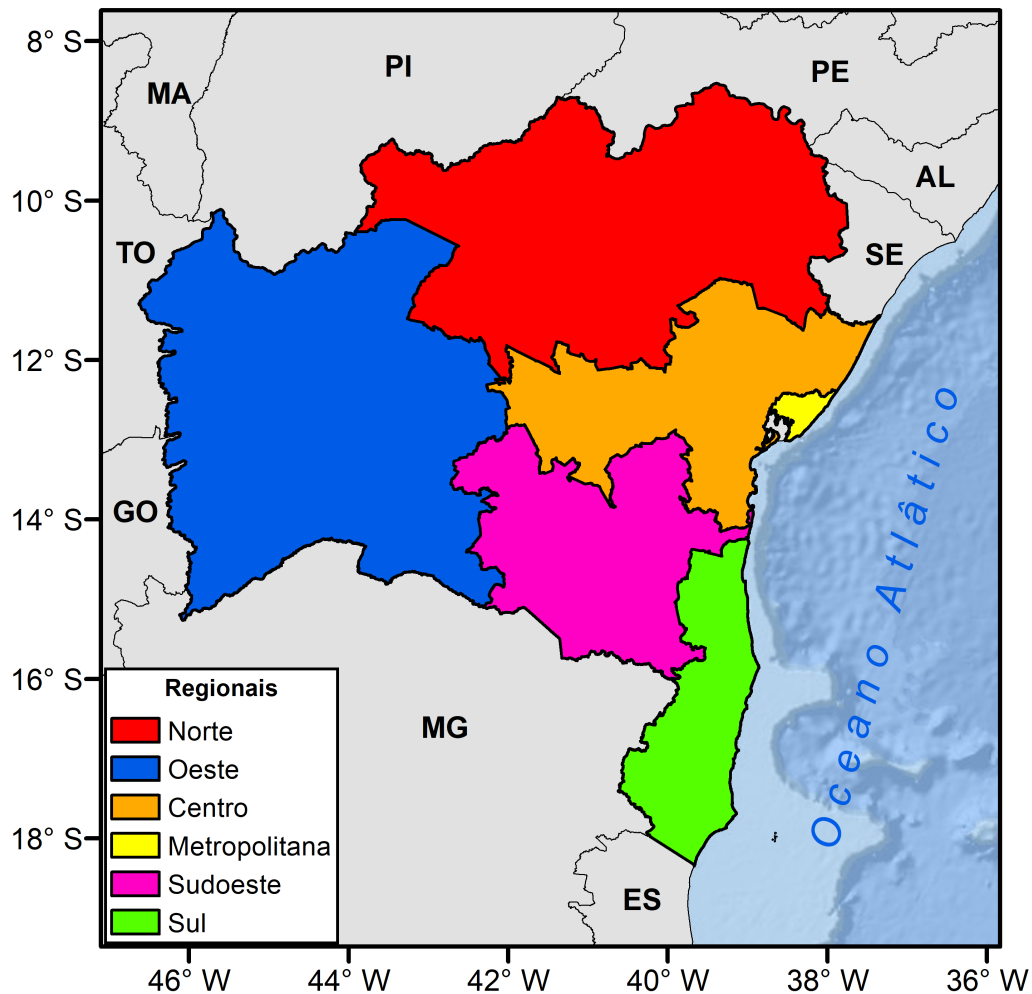 8° S
10° S
12° S
14° S
16° S
18° S
MA
PI
PE
AL
SE
TO
GO
MG
ES
Oceano Atlâtico
Regionais
Norte
Oeste
Centro
Metropolitana
Sudoeste
Sul
46° W
44° W
42° W
40° W
38° W
36° W